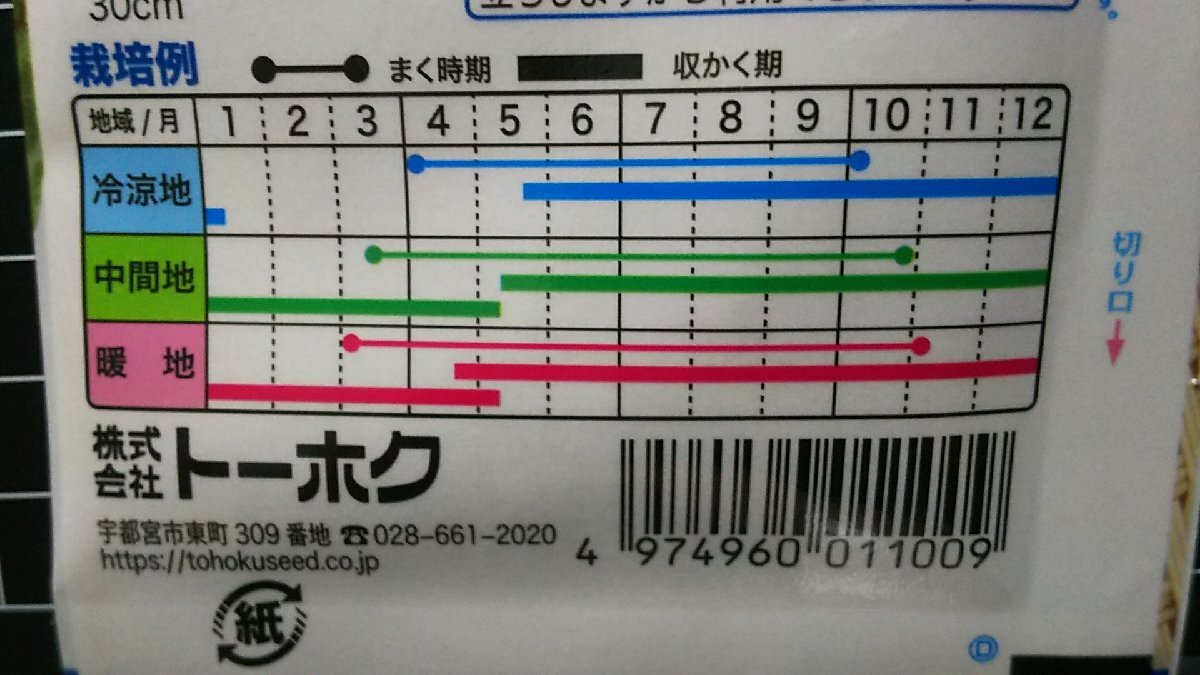 30cm
栽培例 まく時期 収かく期
地域/月 1 2 3 4 5 6 7 8 9 10 11 12
冷涼地
中間地
暖 地
切り口
株式会社トーホク
宇都宮市東町309番地 ☎028-661-2020
https://tohokuseed.co.jp
4 974960 011009
紙
D